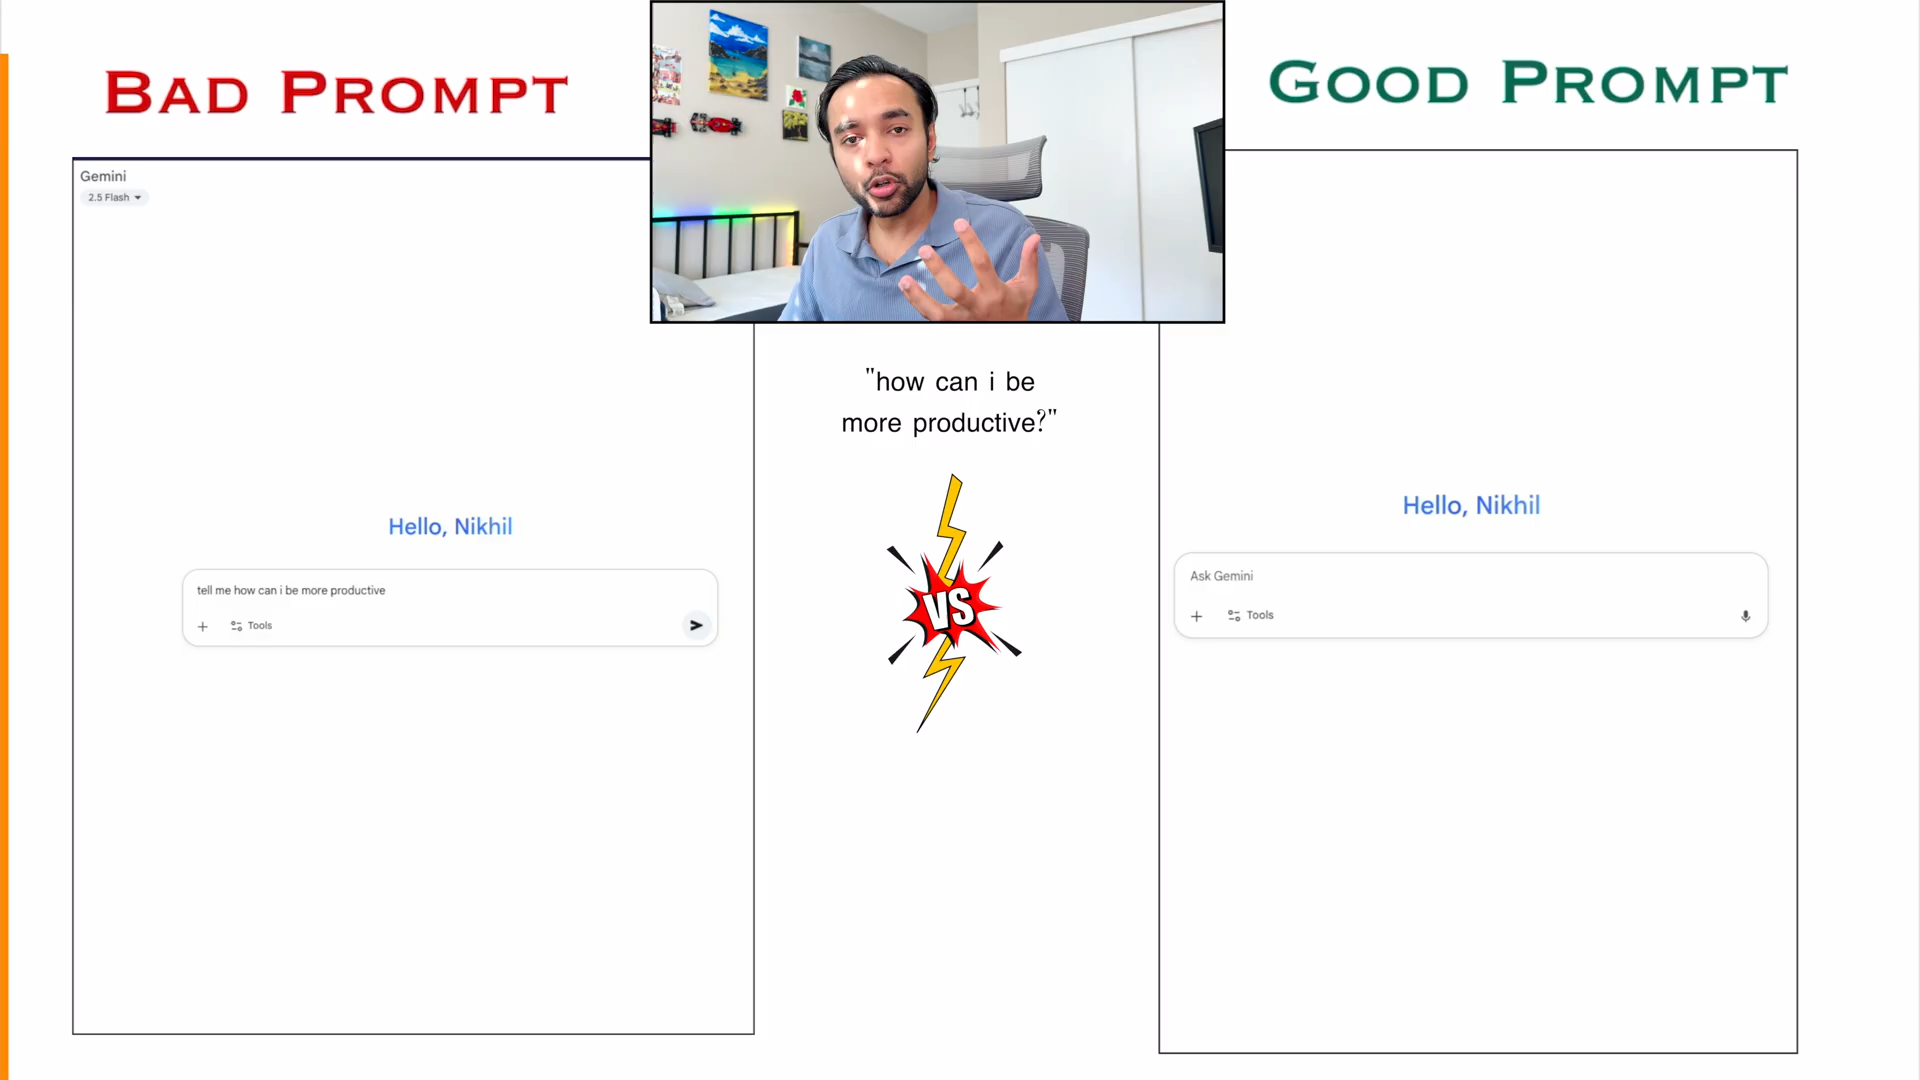 BAD PROMPT
GOOD PROMPT
Gemini
2.5 Flash
"how can i be
more productive?"
Hello, Nikhil
tell me how can i be more productive
Tools
VS
Hello, Nikhil
Ask Gemini
Tools